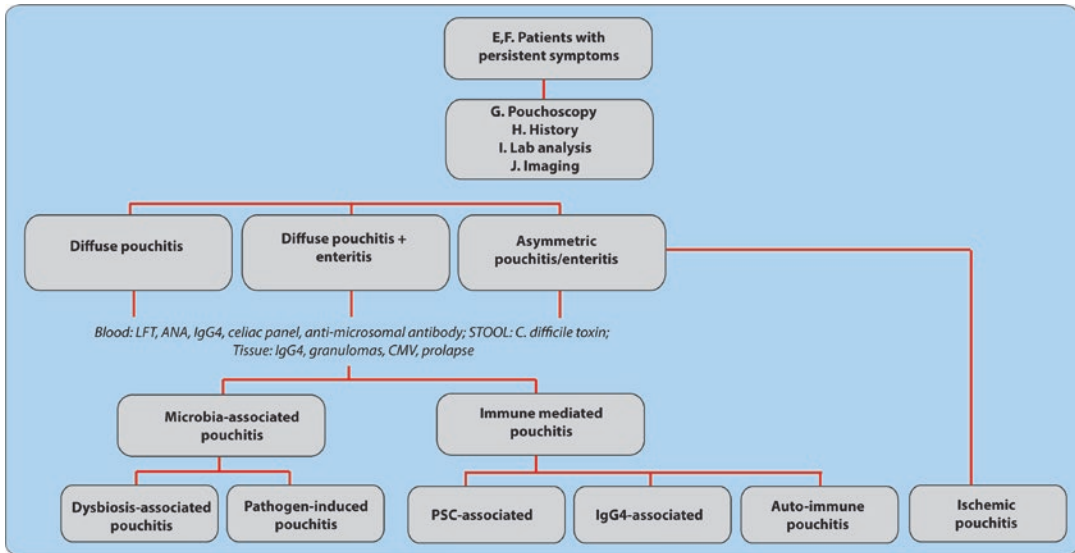 E,F. Patients with
persistent symptoms
G. Pouchoscopy
H. History
I. Lab analysis
J. Imaging
Diffuse pouchitis
Diffuse pouchitis +
enteritis
Asymmetric
pouchitis/enteritis
Blood: LFT, ANA, IgG4, celiac panel, anti-microsomal antibody; STOOL: C. difficile toxin;
Tissue: IgG4, granulomas, CMV, prolapse
Microbia-associated
pouchitis
Immune mediated
pouchitis
Dysbiosis-associated
pouchitis
Pathogen-induced
pouchitis
PSC-associated
IgG4-associated
Auto-immune
pouchitis
Ischemic
pouchitis